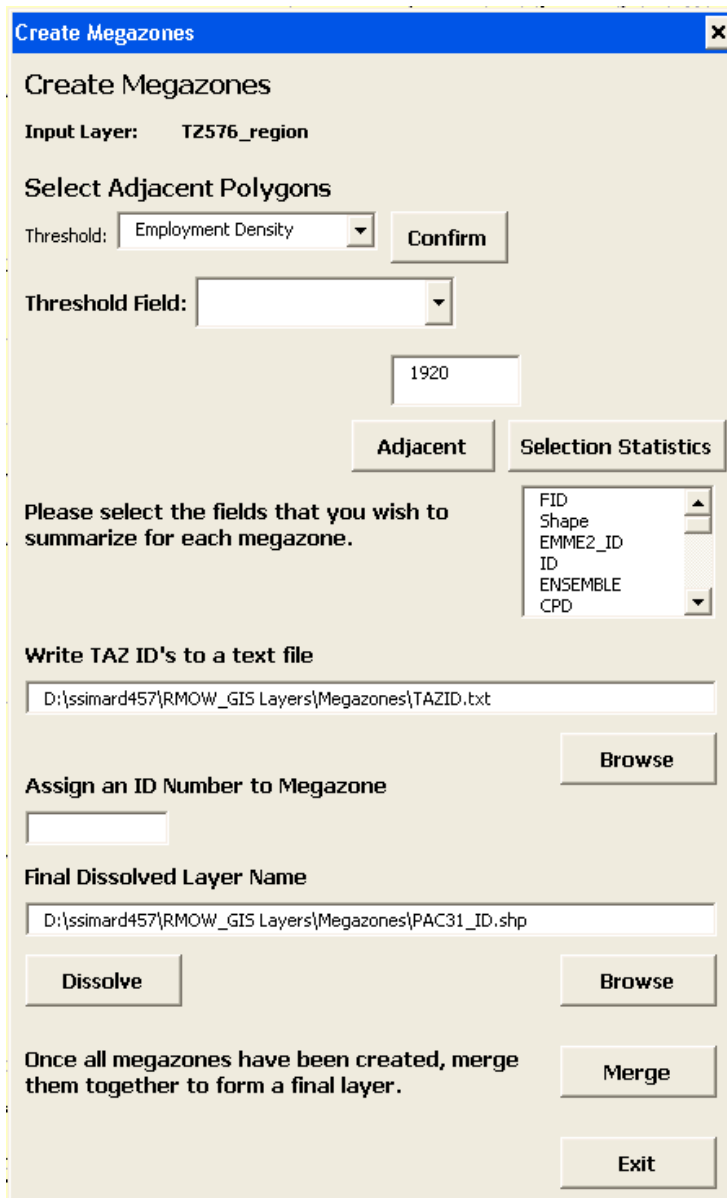 Create Megazones
Create Megazones
Input Layer: TZ576_region
Select Adjacent Polygons
Threshold: Employment Density
Confirm
Threshold Field:
1920
Adjacent
Selection Statistics
Please select the fields that you wish to
summarize for each megazone.
FID
Shape
EMME2_ID
ID
ENSEMBLE
CPD
Write TAZ ID's to a text file
D:\ssimard457\RMOW_GIS Layers\Megazones\TAZID.txt
Browse
Assign an ID Number to Megazone
Final Dissolved Layer Name
D:\ssimard457\RMOW_GIS Layers\Megazones\PAC31_ID.shp
Dissolve
Browse
Once all megazones have been created, merge
them together to form a final layer.
Merge
Exit